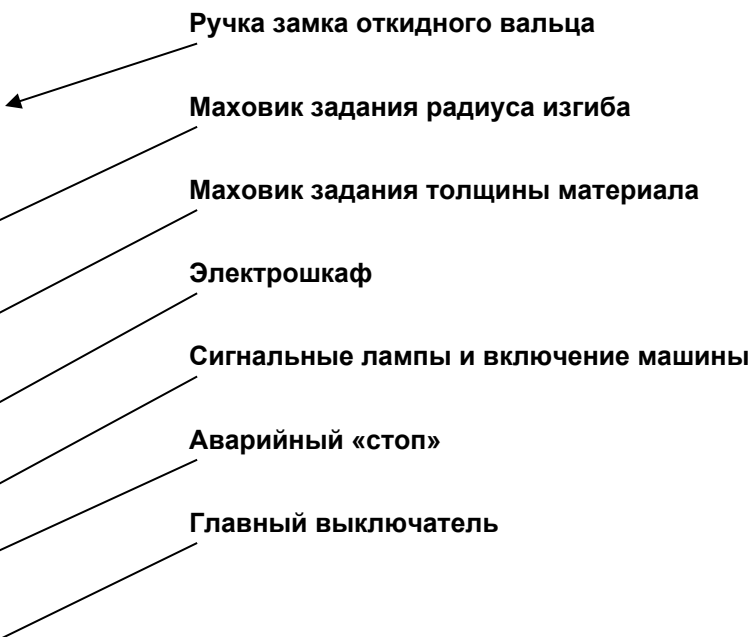 Ручка замка откидного вальца
Маховик задания радиуса изгиба
Маховик задания толщины материала
Электрошкаф
Сигнальные лампы и включение машины
Аварийный «стоп»
Главный выключатель